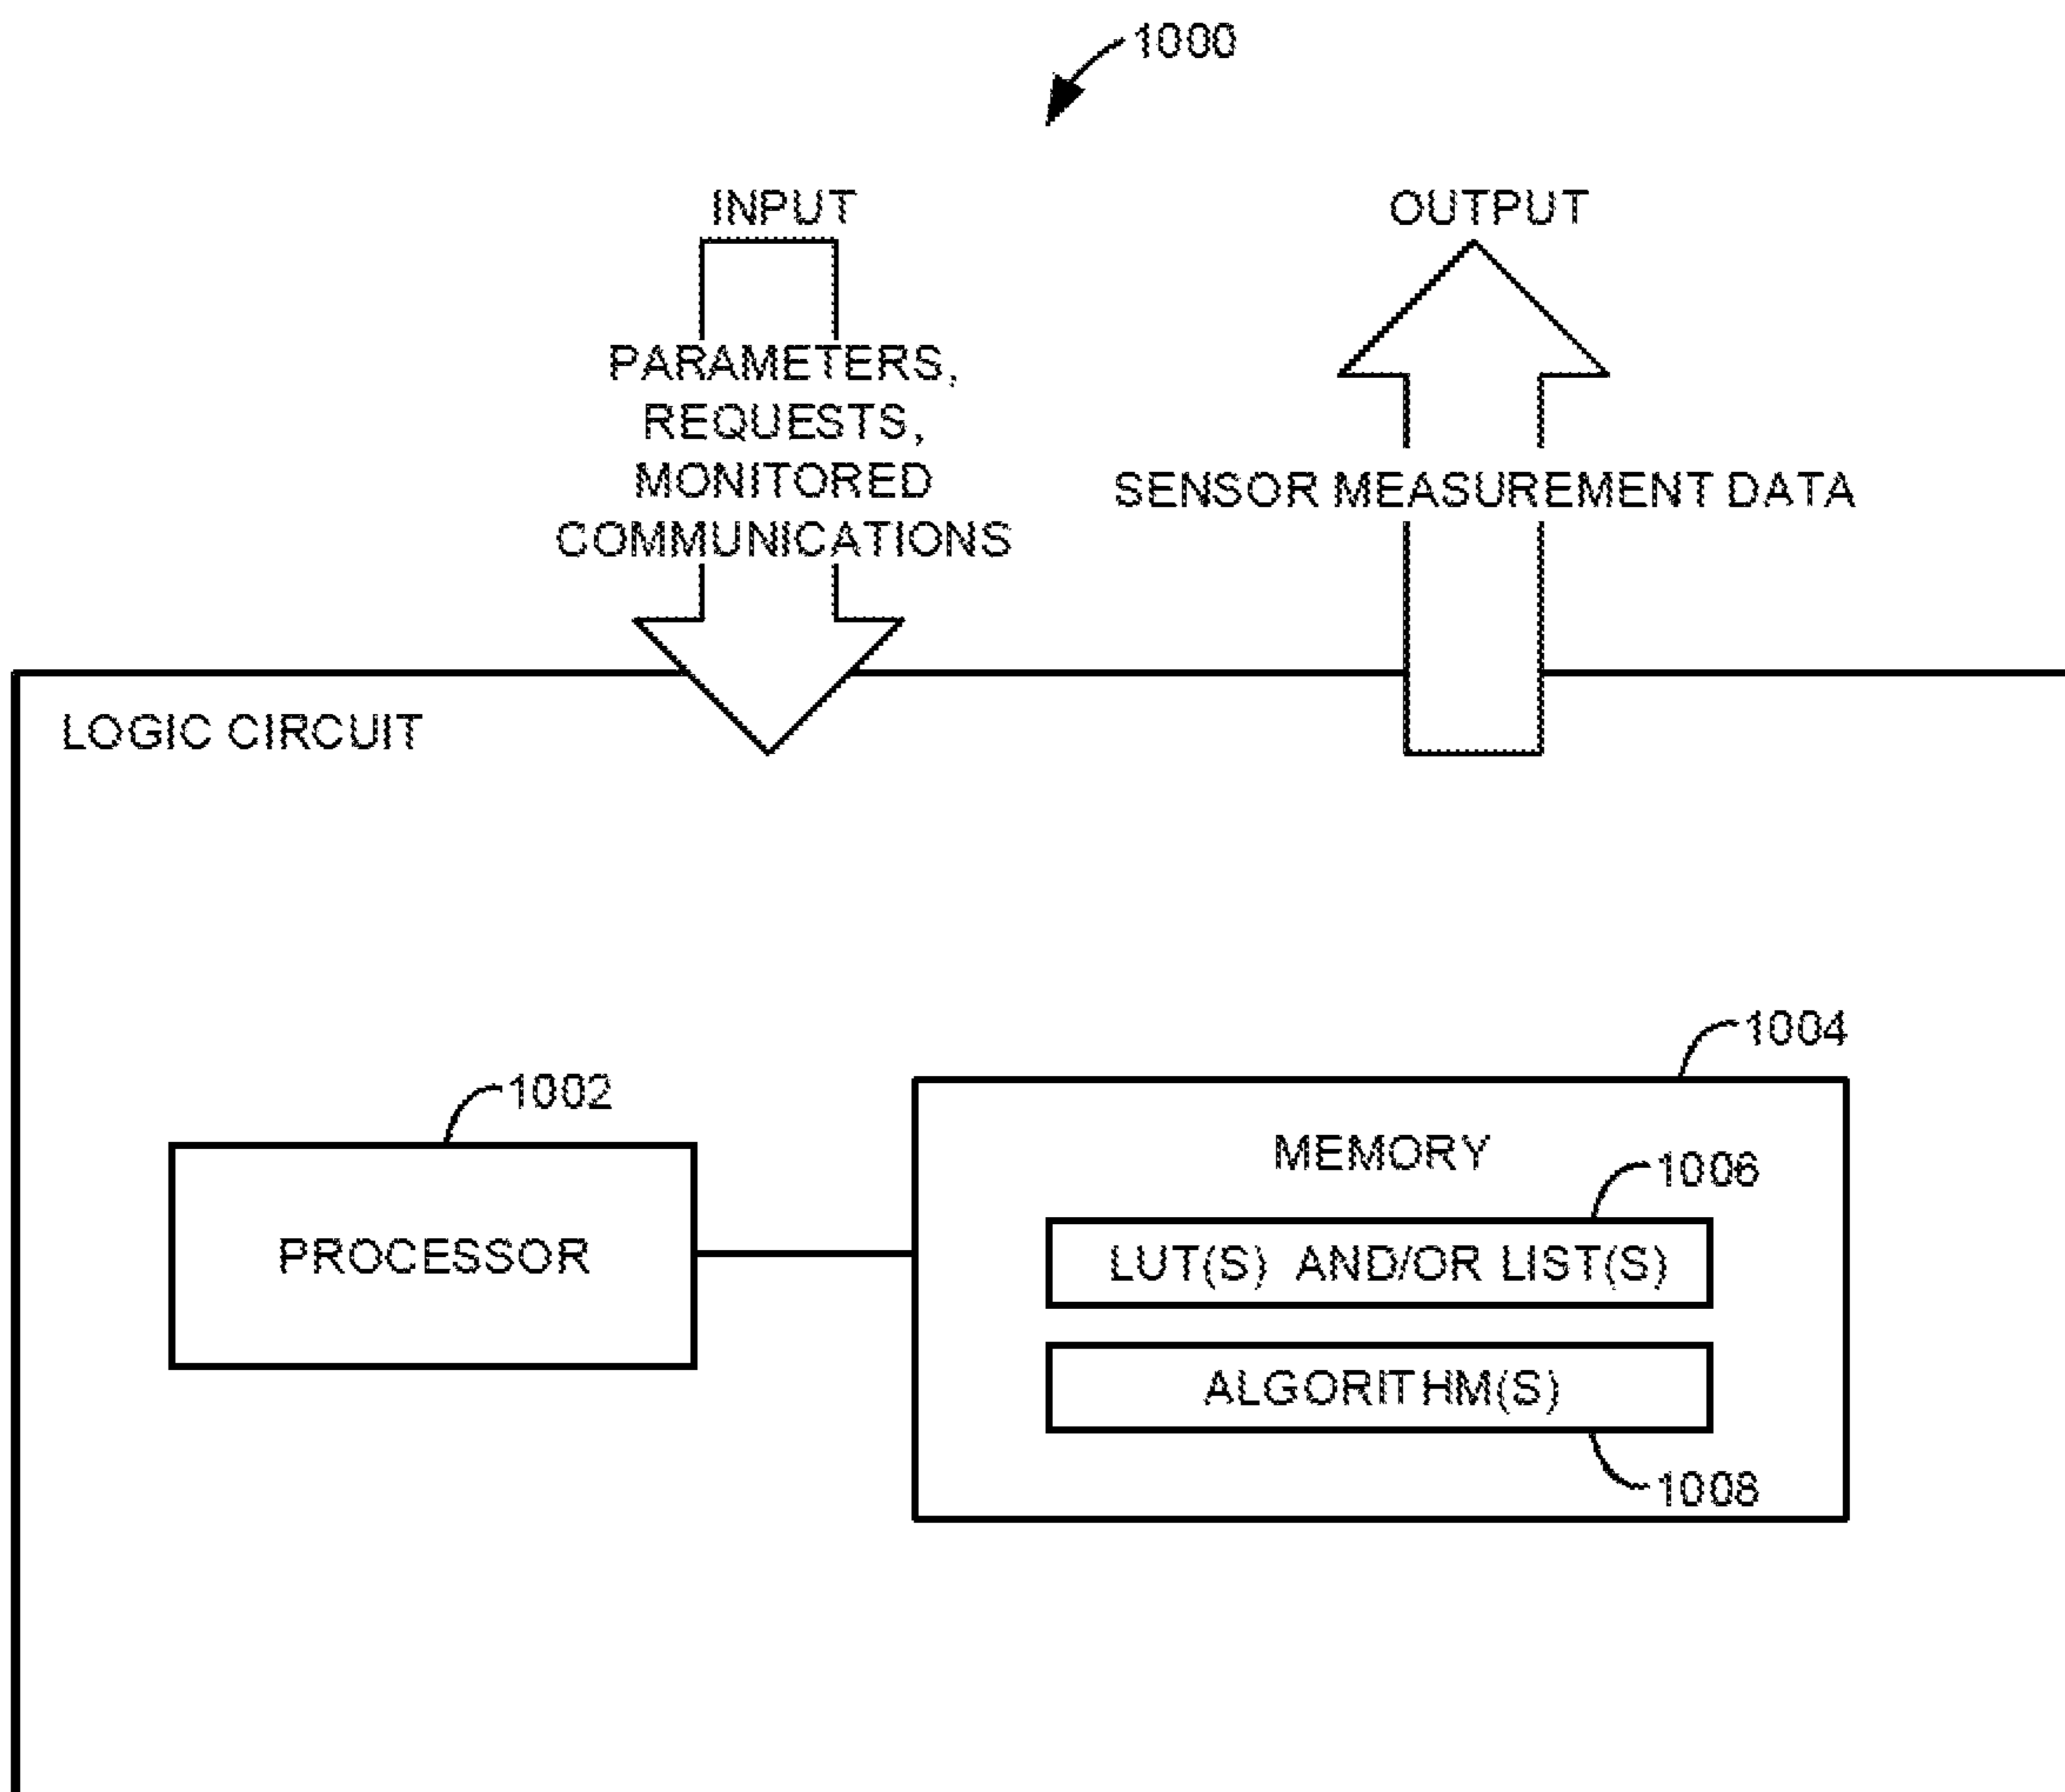 1000
INPUT
OUTPUT
PARAMETERS,
REQUESTS,
MONITORED
COMMUNICATIONS
SENSOR MEASUREMENT DATA
LOGIC CIRCUIT
1004
1002
MEMORY
1006
PROCESSOR
LUT(S) AND/OR LIST(S)
ALGORITHM(S)
1008